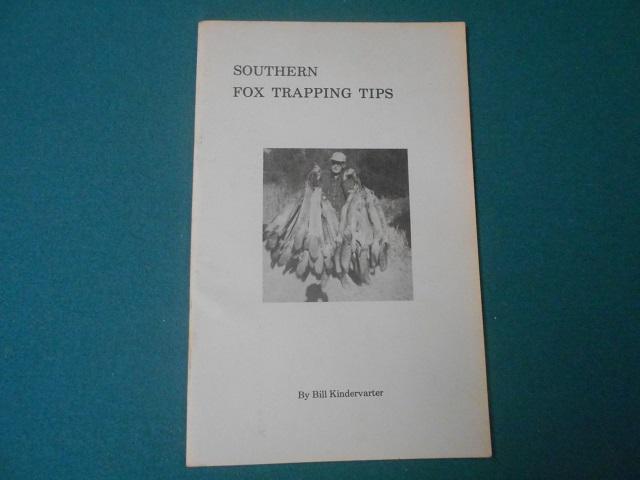 SOUTHERN
FOX TRAPPING TIPS
By Bill Kindervarter